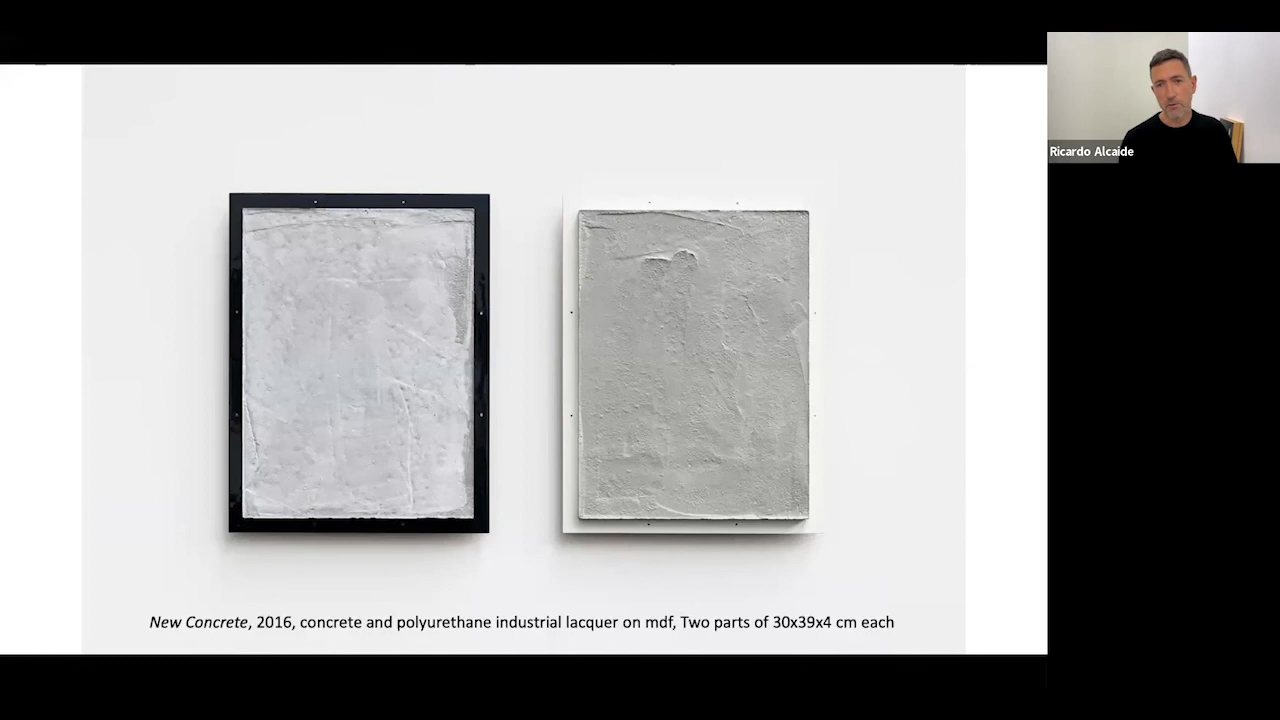 Ricardo Alcaide
New Concrete, 2016, concrete and polyurethane industrial lacquer on mdf, Two parts of 30x39x4 cm each